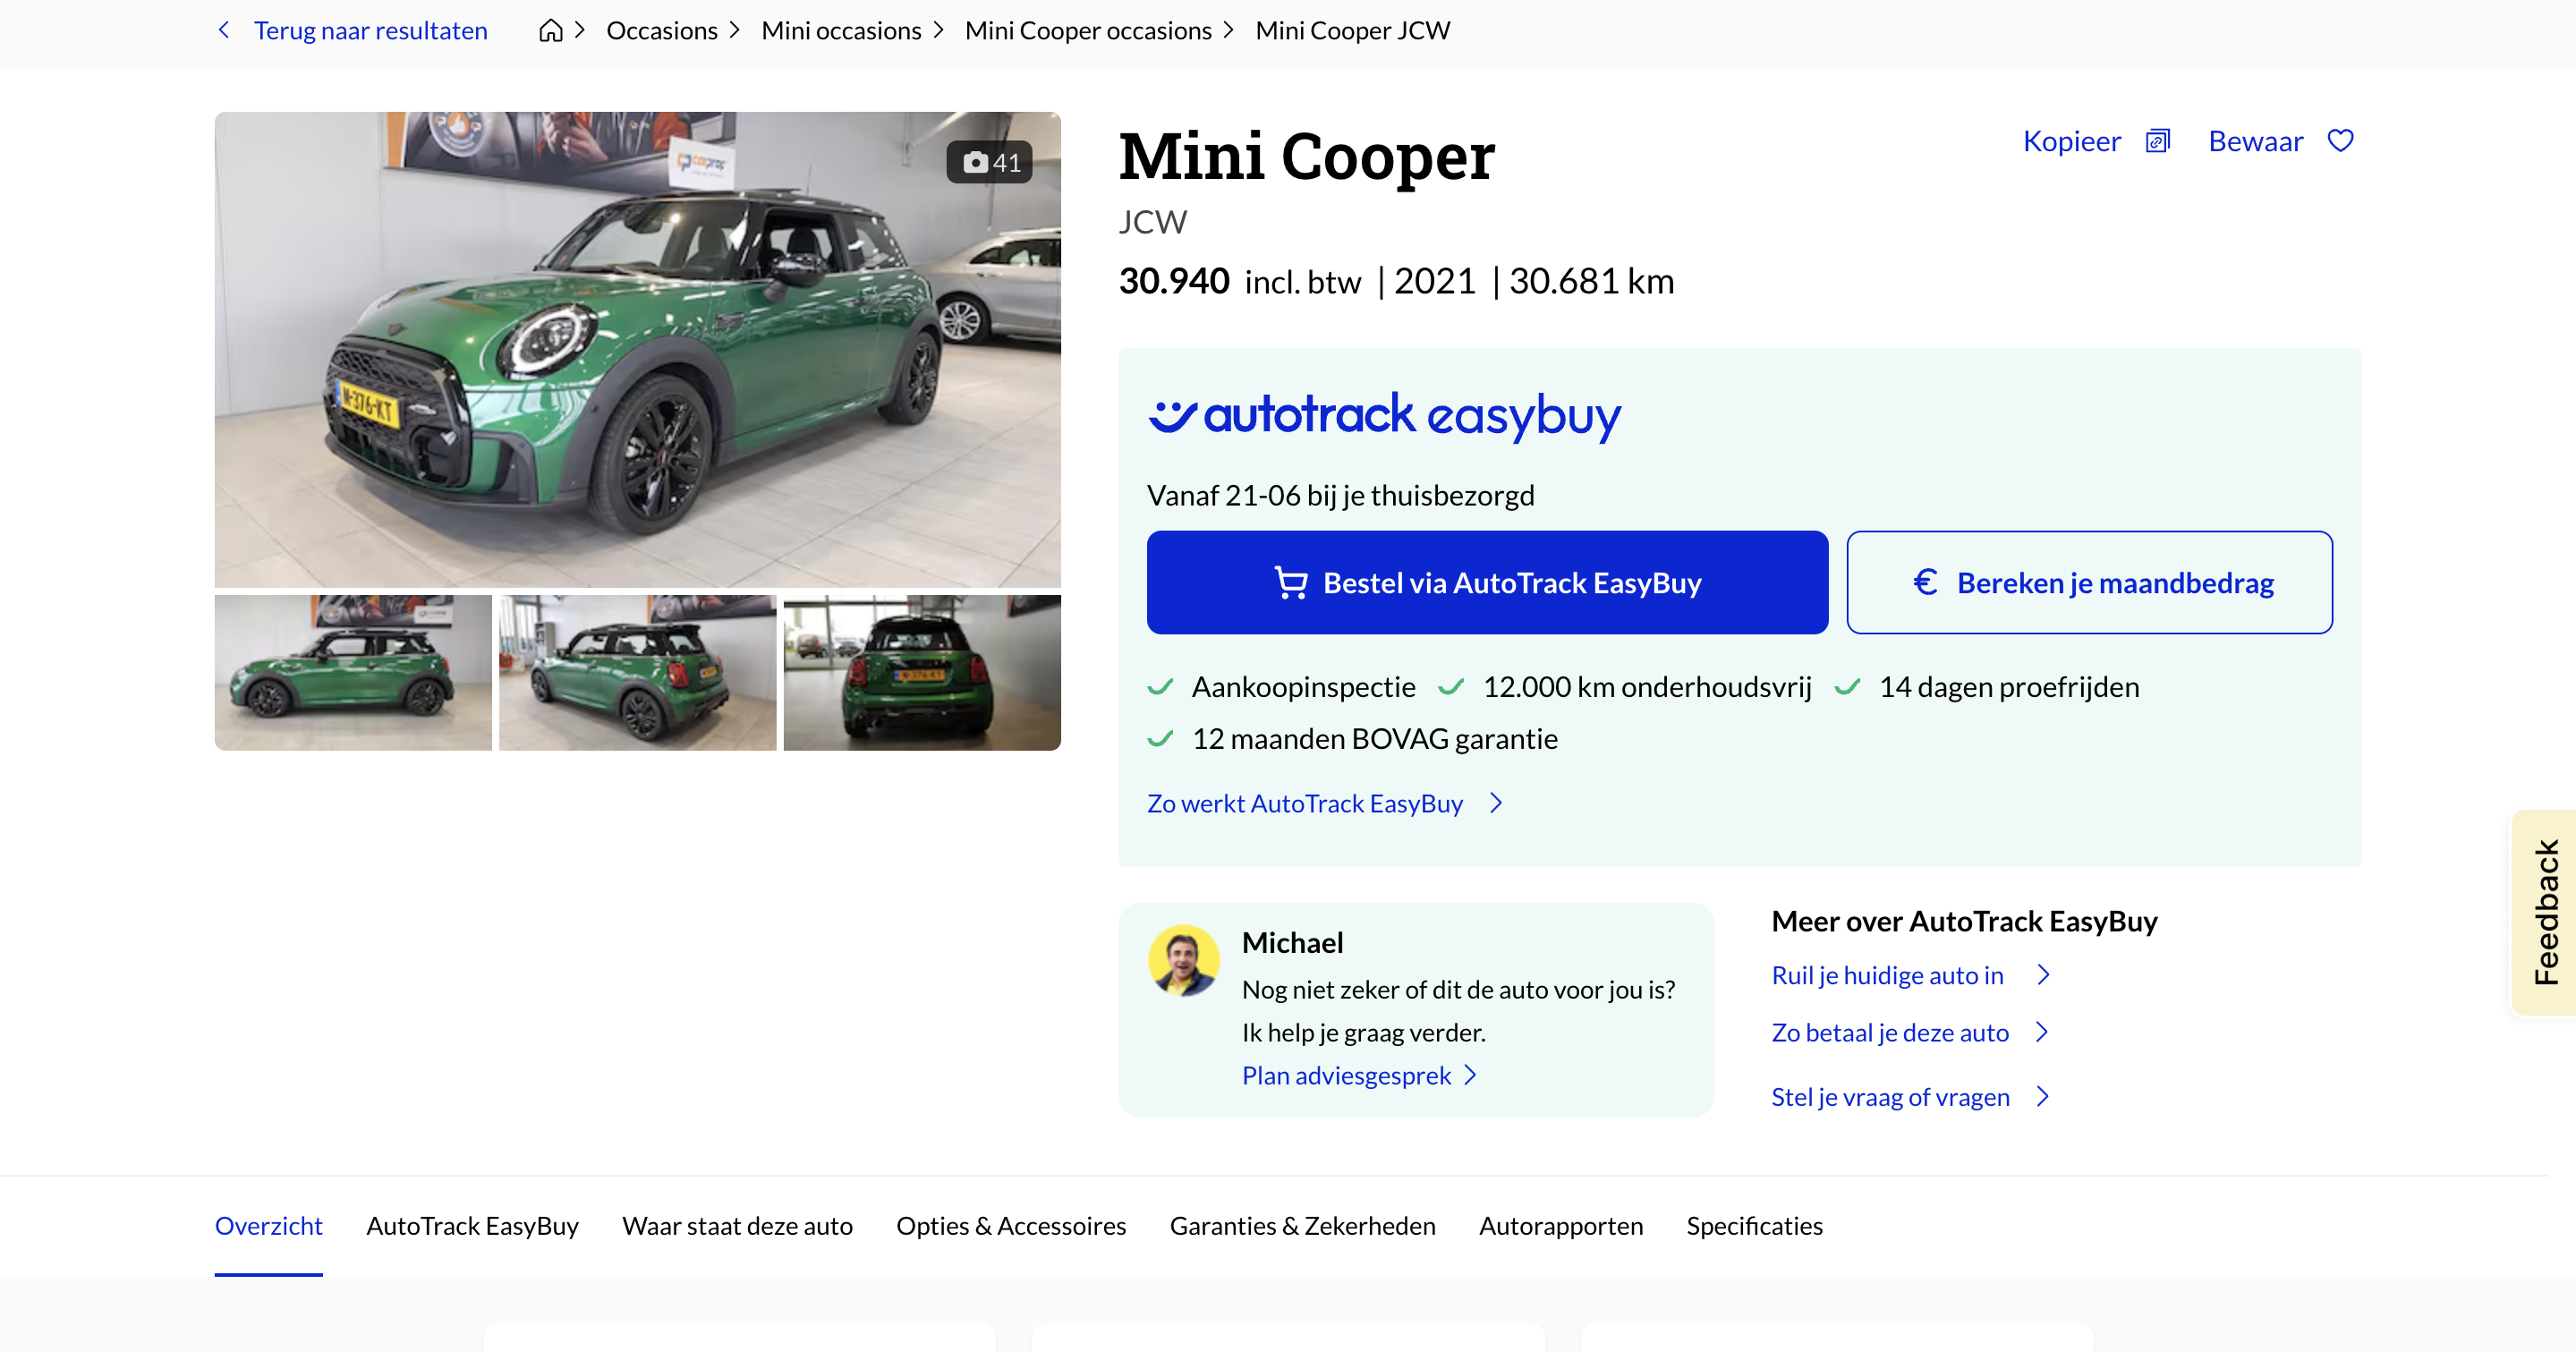 Terug naar resultaten
Occasions
Mini occasions
Mini Cooper occasions
Mini Cooper JCW
carprof
41
N-376-KT
Mini Cooper
Kopieer
Bewaar
JCW
30.940 incl. btw | 2021 | 30.681 km
autotrack easybuy
Vanaf 21-06 bij je thuisbezorgd
Bestel via AutoTrack EasyBuy
€ Bereken je maandbedrag
Aankoopinspectie
12.000 km onderhoudsvrij
14 dagen proefrijden
12 maanden BOVAG garantie
Zo werkt AutoTrack EasyBuy
Michael
Nog niet zeker of dit de auto voor jou is?
Ik help je graag verder.
Plan adviesgesprek
Meer over AutoTrack EasyBuy
Ruil je huidige auto in
Zo betaal je deze auto
Stel je vraag of vragen
Feedback
Overzicht
AutoTrack EasyBuy
Waar staat deze auto
Opties & Accessoires
Garanties & Zekerheden
Autorapporten
Specificaties